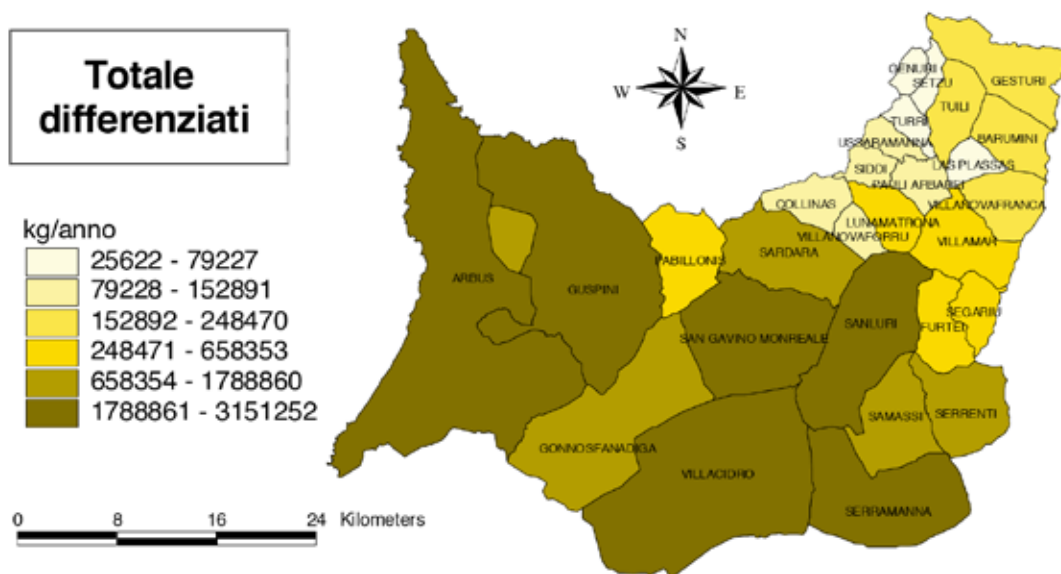 Totale
differenziati
kg/anno
25622 - 79227
79228 - 152891
152892 - 248470
248471 - 658353
658354 - 1788860
1788861 - 3151252
0 8 16 24 Kilometers
N
W E
S
GENURI
SETZU
GESTURI
TUILI
TURRI
USSARAMANNA
BARUMINI
SIDDI
LAS PLASSAS
PAULI ARBAREI
COLLINAS
VILLANOVAFRANCA
LUNAMATRONA
VILLANOVAFORRU
VILLAMAR
SARDARA
PABILLONIS
ARBUS
GUSPINI
SEGARIU
FURTEI
SANLURI
SAN GAVINO MONREALE
SAMASSI
SERRENTI
GONNOSFANADIGA
VILLACIDRO
SERRAMANNA